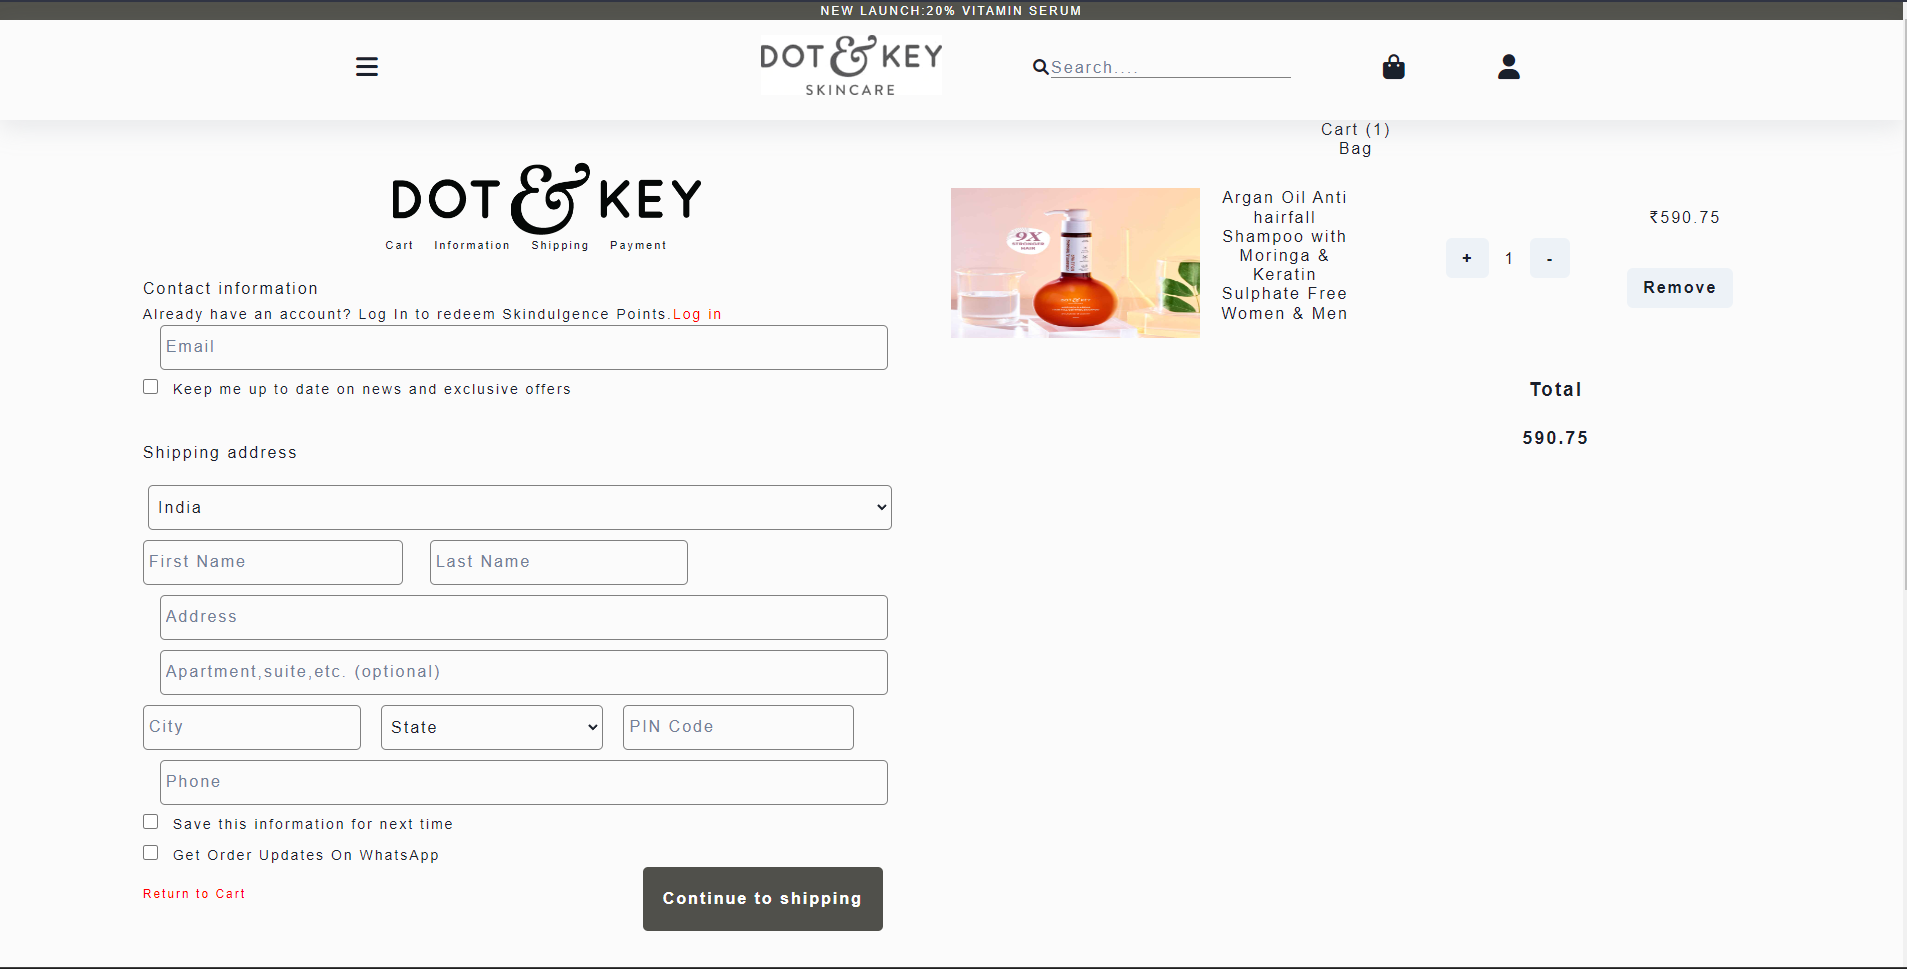 NEW LAUNCH:20% VITAMIN SERUM
DOT & KEY
SKINCARE
Search....
Cart (1)
Bag
DOT & KEY
Cart Information Shipping Payment
Contact information
Already have an account? Log In to redeem Skindulgence Points.Log in
Email
Keep me up to date on news and exclusive offers
Shipping address
India
First Name Last Name
Address
Apartment,suite,etc. (optional)
City State PIN Code
Phone
Save this information for next time
Get Order Updates On WhatsApp
Return to Cart
Continue to shipping
9X
STRONGER
HAIR
DOT & KEY
Argan Oil Anti
hairfall
Shampoo with
Moringa &
Keratin
Sulphate Free
Women & Men
+ 1 -
₹590.75
Remove
Total
590.75